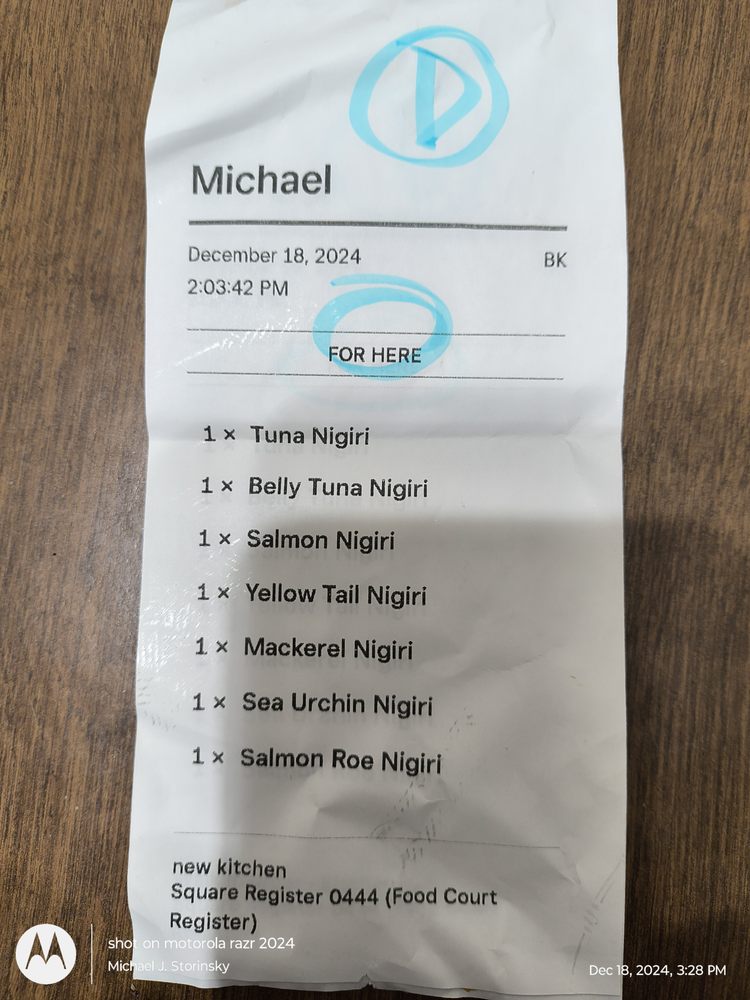 D
Michael
December 18, 2024 BK
2:03:42 PM
FOR HERE
1 × Tuna Nigiri
1 × Belly Tuna Nigiri
1 × Salmon Nigiri
1 × Yellow Tail Nigiri
1 × Mackerel Nigiri
1 × Sea Urchin Nigiri
1 × Salmon Roe Nigiri
new kitchen
Square Register 0444 (Food Court
Register)
shot on motorola razr 2024
Michael J. Storinsky
Dec 18, 2024, 3:28 PM